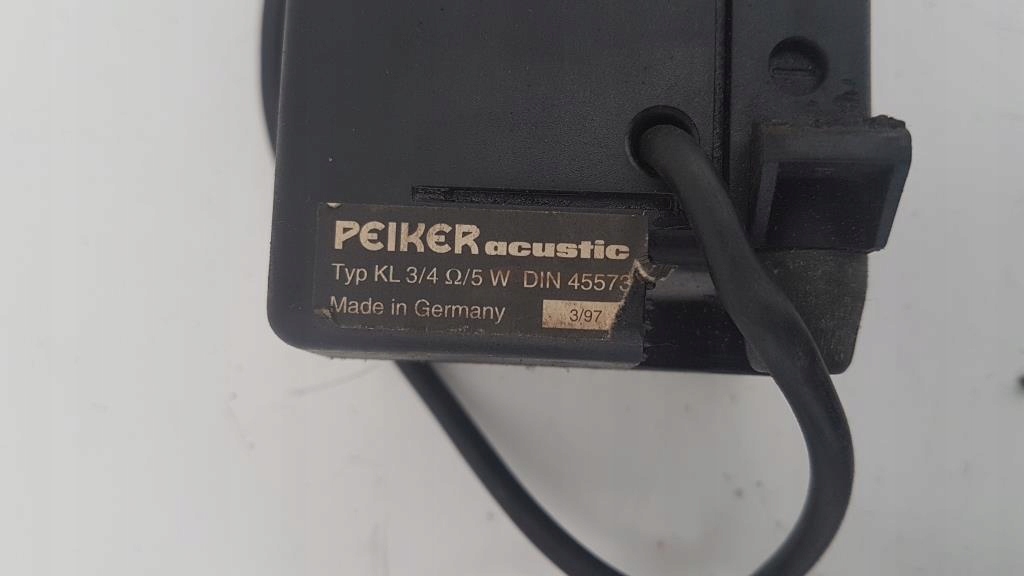 PEIKER acustic
Typ KL 3/4 Ω/5 W DIN 45573
Made in Germany 3/97